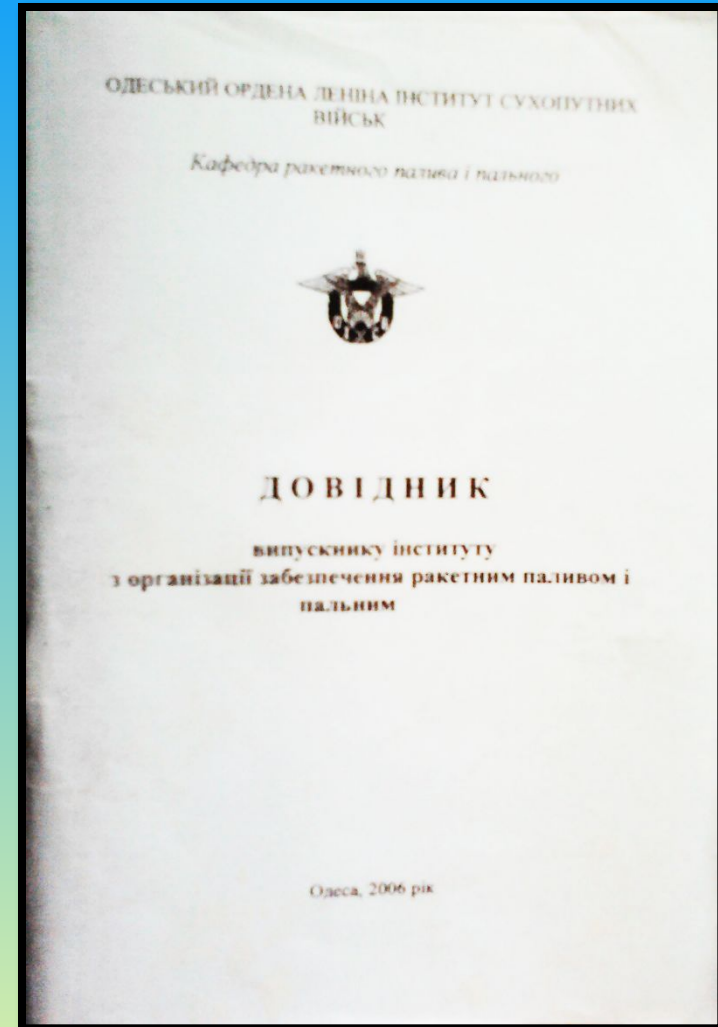 ОДЕСЬКИЙ ОРДЕНА ЛЕНІНА ІНСТИТУТ СУХОПУТНИХ
ВІЙСЬК
Кафедра ракетного палива і пального
ДОВІДНИК
випускнику інституту
з організації забезпечення ракетним паливом і
пальним
Одеса, 2006 рік